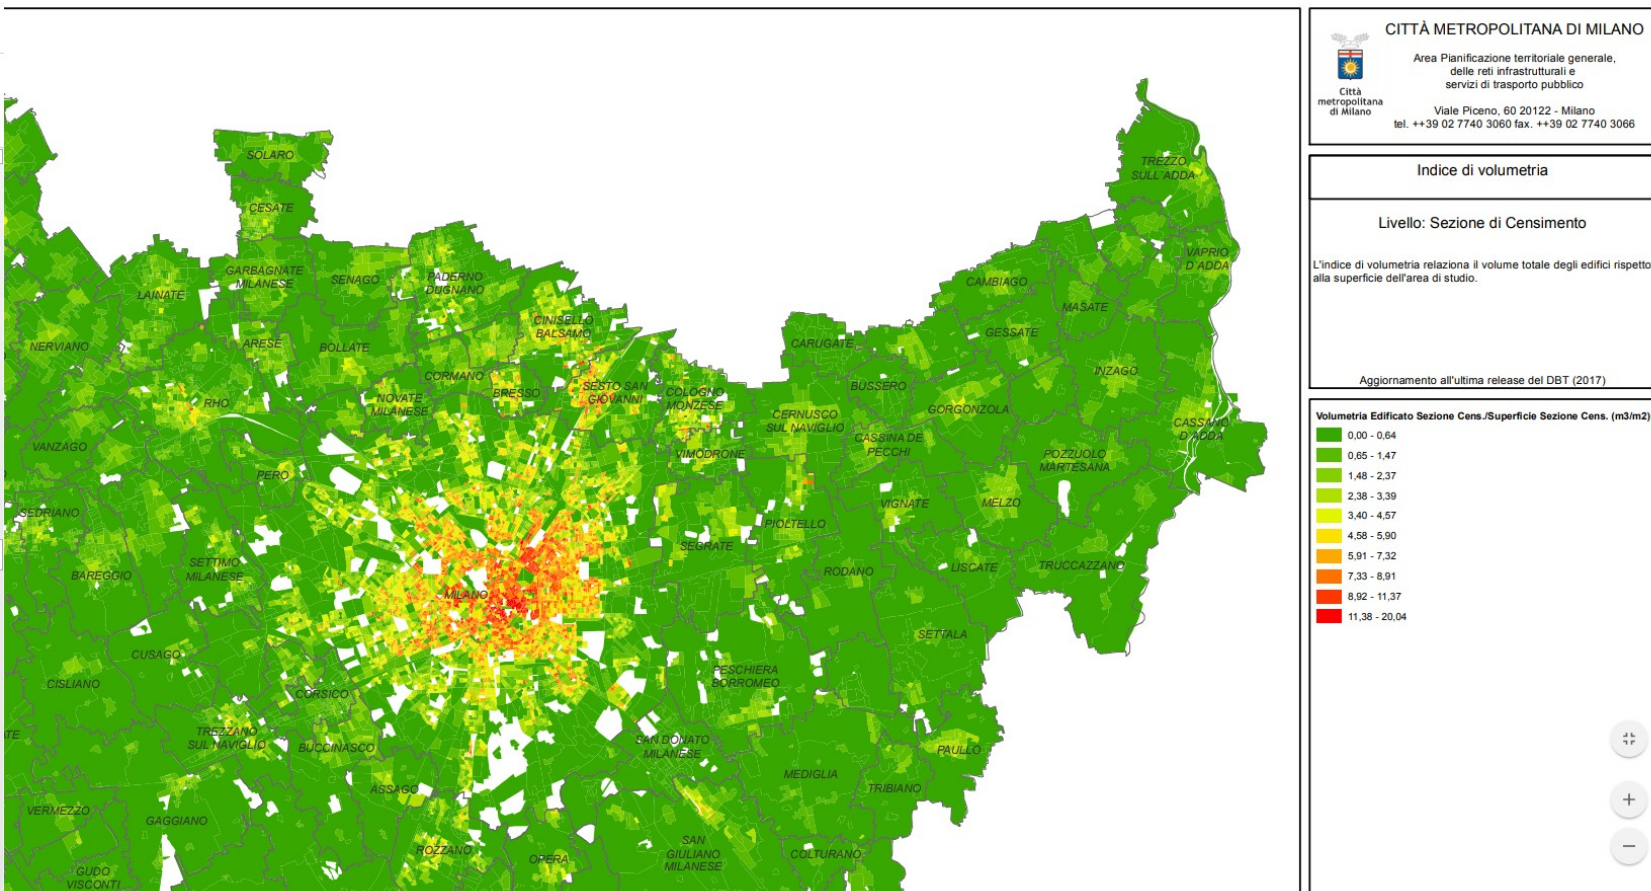 CITTÀ METROPOLITANA DI MILANO
Area Pianificazione territoriale generale,
delle reti infrastrutturali e
servizi di trasporto pubblico
Città
metropolitana
di Milano
Viale Piceno, 60 20122 - Milano
tel. ++39 02 7740 3060 fax. ++39 02 7740 3066
Indice di volumetria
Livello: Sezione di Censimento
L'indice di volumetria relaziona il volume totale degli edifici rispetto
alla superficie dell'area di studio.
Aggiornamento all'ultima release del DBT (2017)
Volumetria Edificato Sezione Cens./Superficie Sezione Cens. (m3/m2)
0,00 - 0,64
0,65 - 1,47
1,48 - 2,37
2,38 - 3,39
3,40 - 4,57
4,58 - 5,90
5,91 - 7,32
7,33 - 8,91
8,92 - 11,37
11,38 - 20,04
SOLARO
TREZZO
SULL'ADDA
CESATE
VAPRIO
D'ADDA
GARBAGNATE
MILANESE
SENAGO
PADERNO
DUGNANO
CAMBIAGO
LAINATE
MASATE
CINISELLO
BALSAMO
GESSATE
NERVIANO
ARESE
BOLLATE
CARUGATE
INZAGO
CORMANO
BRESSO
SESTO SAN
GIOVANNI
COLOGNO
MONZESE
BUSSERO
RHO
NOVATE
MILANESE
CERNUSCO
SUL NAVIGLIO
GORGONZOLA
CASSANO
D'ADDA
VANZAGO
VIMODRONE
CASSINA DE
PECCHI
POZZUOLO
MARTESANA
PERO
SEDRIANO
VIGNATE
MELZO
PIOLTELLO
SEGRATE
BAREGGIO
SETTIMO
MILANESE
RODANO
LISCATE
TRUCCAZZANO
MILANO
SETTALA
CUSAGO
CISLIANO
PESCHIERA
BORROMEO
CORSICO
TE
TREZZANO
SUL NAVIGLIO
BUCCINASCO
SAN DONATO
MILANESE
PAULLO
MEDIGLIA
TRIBIANO
ASSAGO
VERMEZZO
GAGGIANO
ROZZANO
OPERA
SAN
GIULIANO
MILANESE
COLTURANO
GUDO
VISCONTI